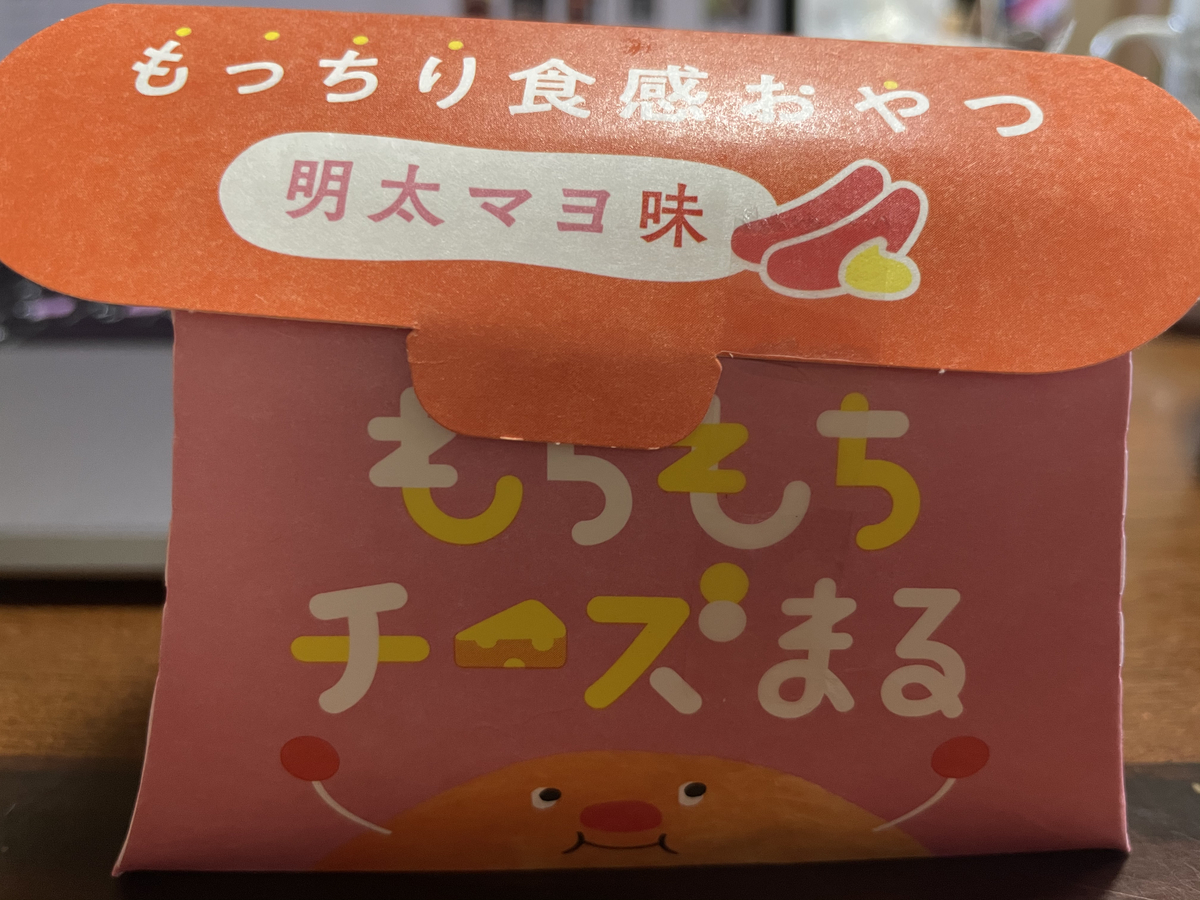 もっちり食感おやつ
明太マヨ味
もちもち
チーズまる